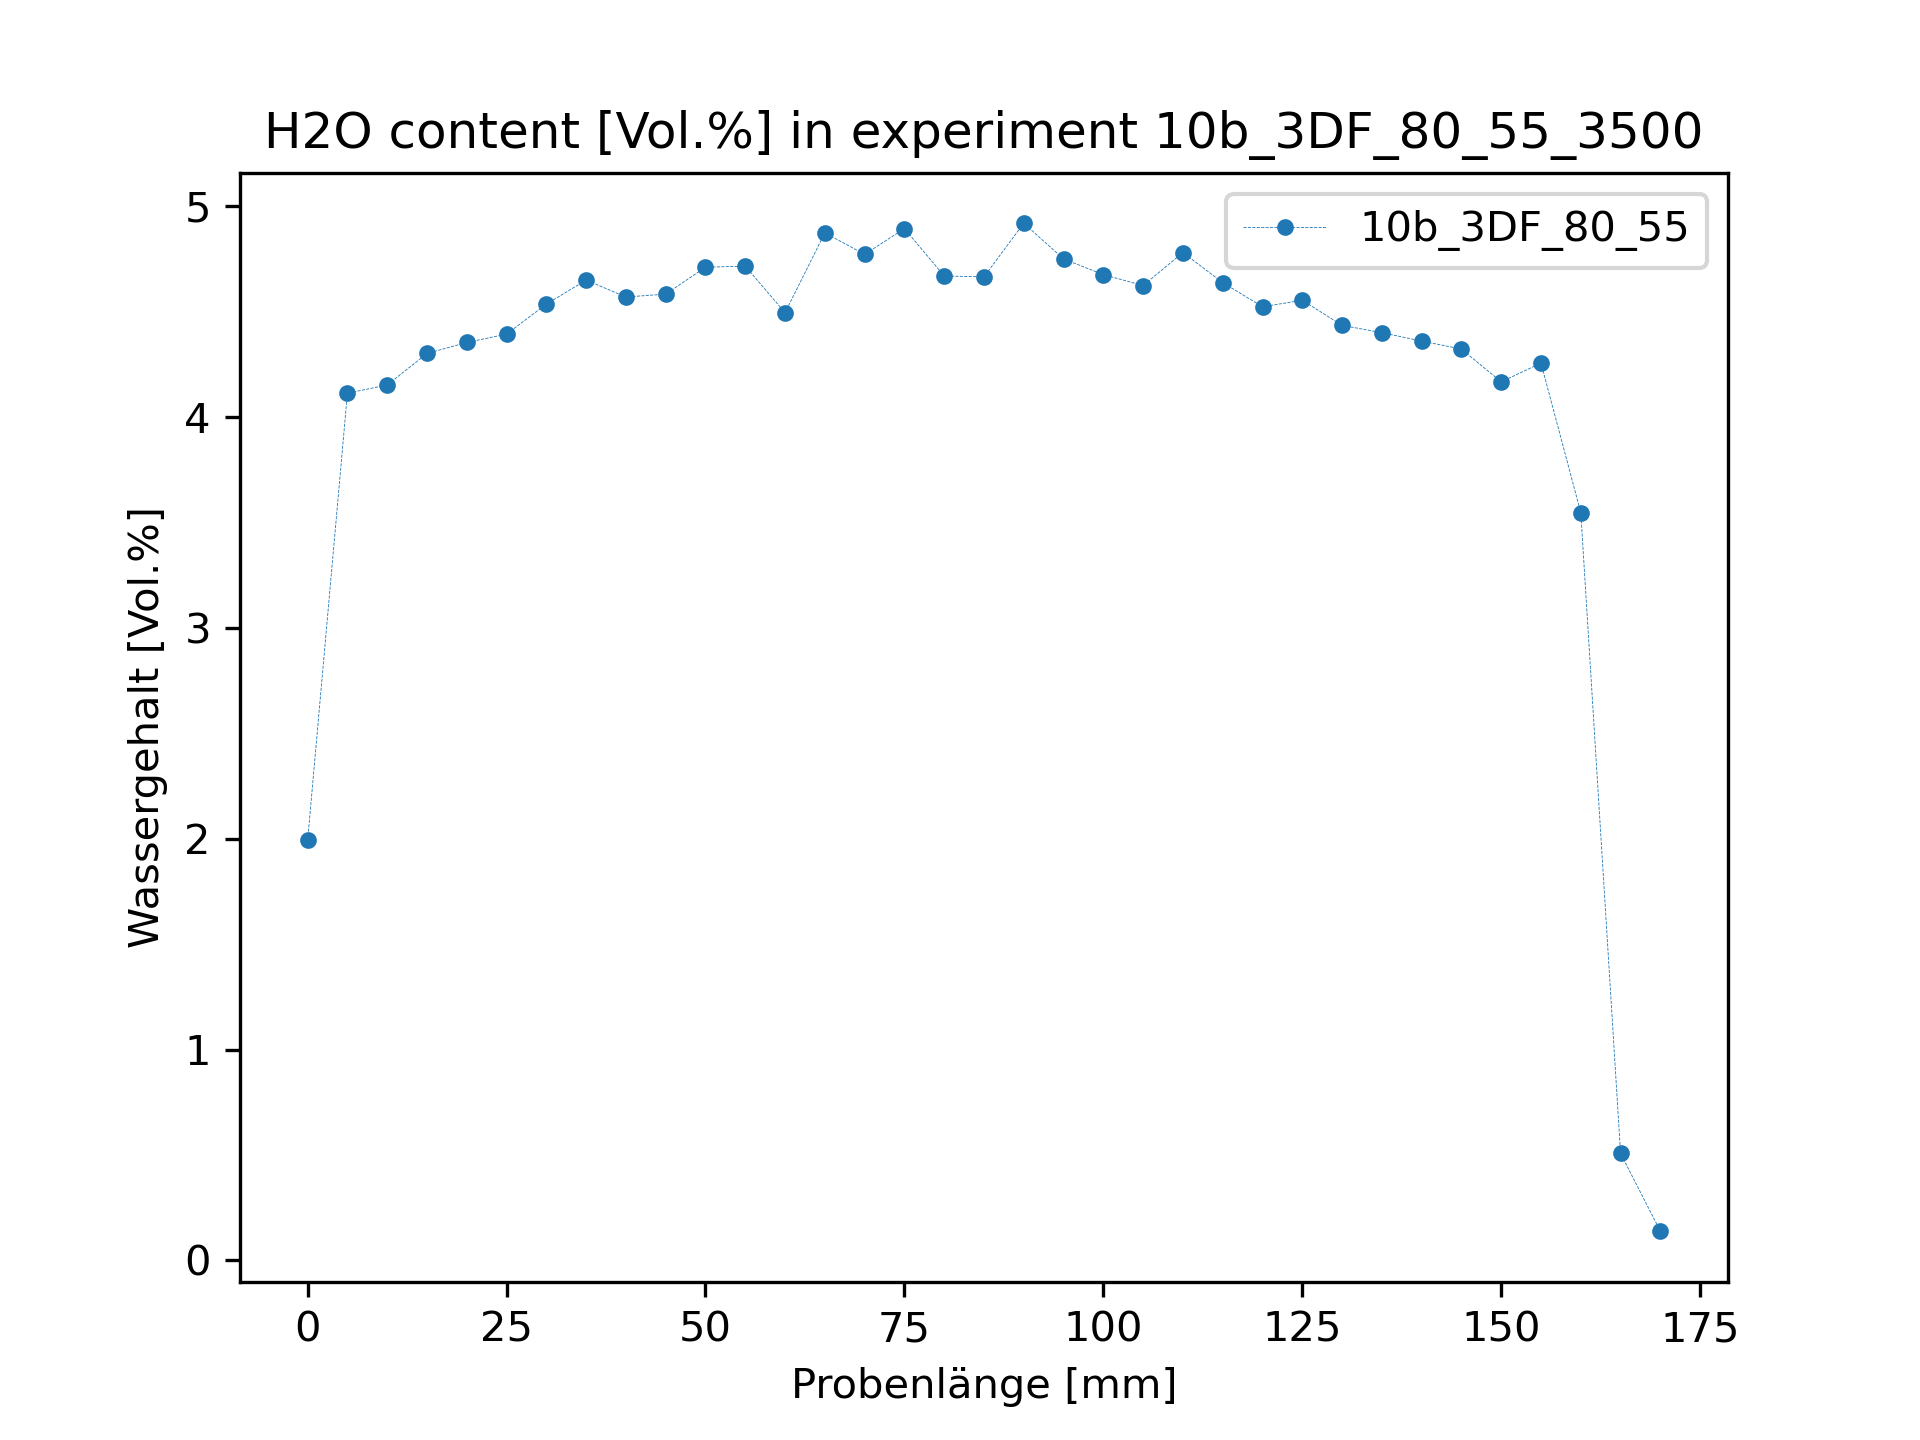 H2O content [Vol.%] in experiment 10b_3DF_80_55_3500
10b_3DF_80_55
5
4
3
2
1
0
Wassergehalt [Vol.%]
0 25 50 75 100 125 150 175
Probenlänge [mm]